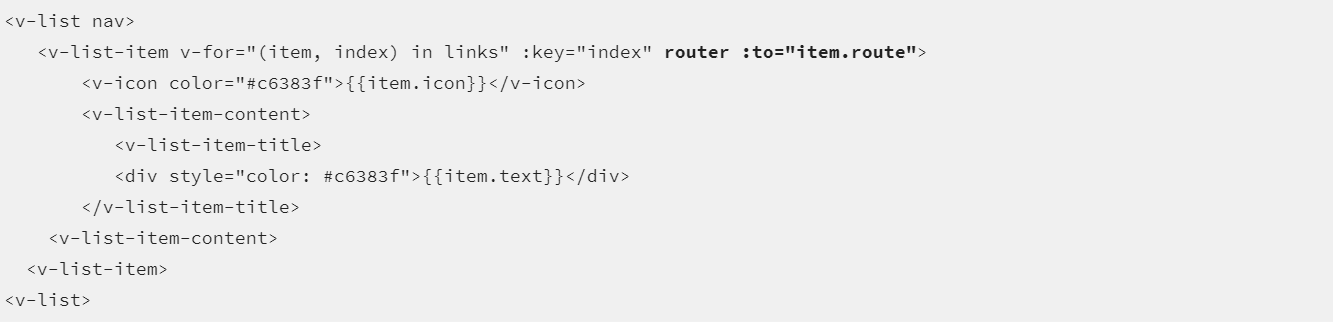 <v-list nav>
<v-list-item v-for="(item, index) in links" :key="index" router :to="item.route">
<v-icon color="#c6383f">{{item.icon}}</v-icon>
<v-list-item-content>
<v-list-item-title>
<div style="color: #c6383f">{{item.text}}</div>
</v-list-item-title>
<v-list-item-content>
<v-list-item>
<v-list>